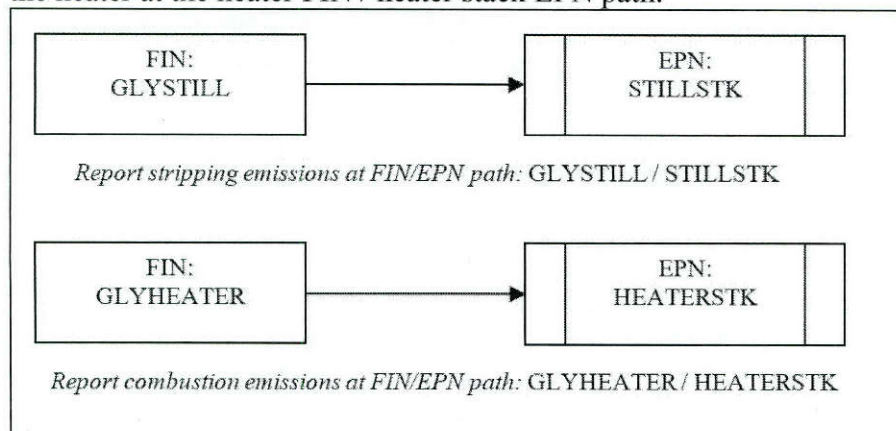 the heater at the heater FIN / heater stack EPN path.
FIN:
GLYSTILL
EPN:
STILLSTK
Report stripping emissions at FIN/EPN path: GLYSTILL / STILLSTK
FIN:
GLYHEATER
EPN:
HEATERSTK
Report combustion emissions at FIN/EPN path: GLYHEATER / HEATERSTK